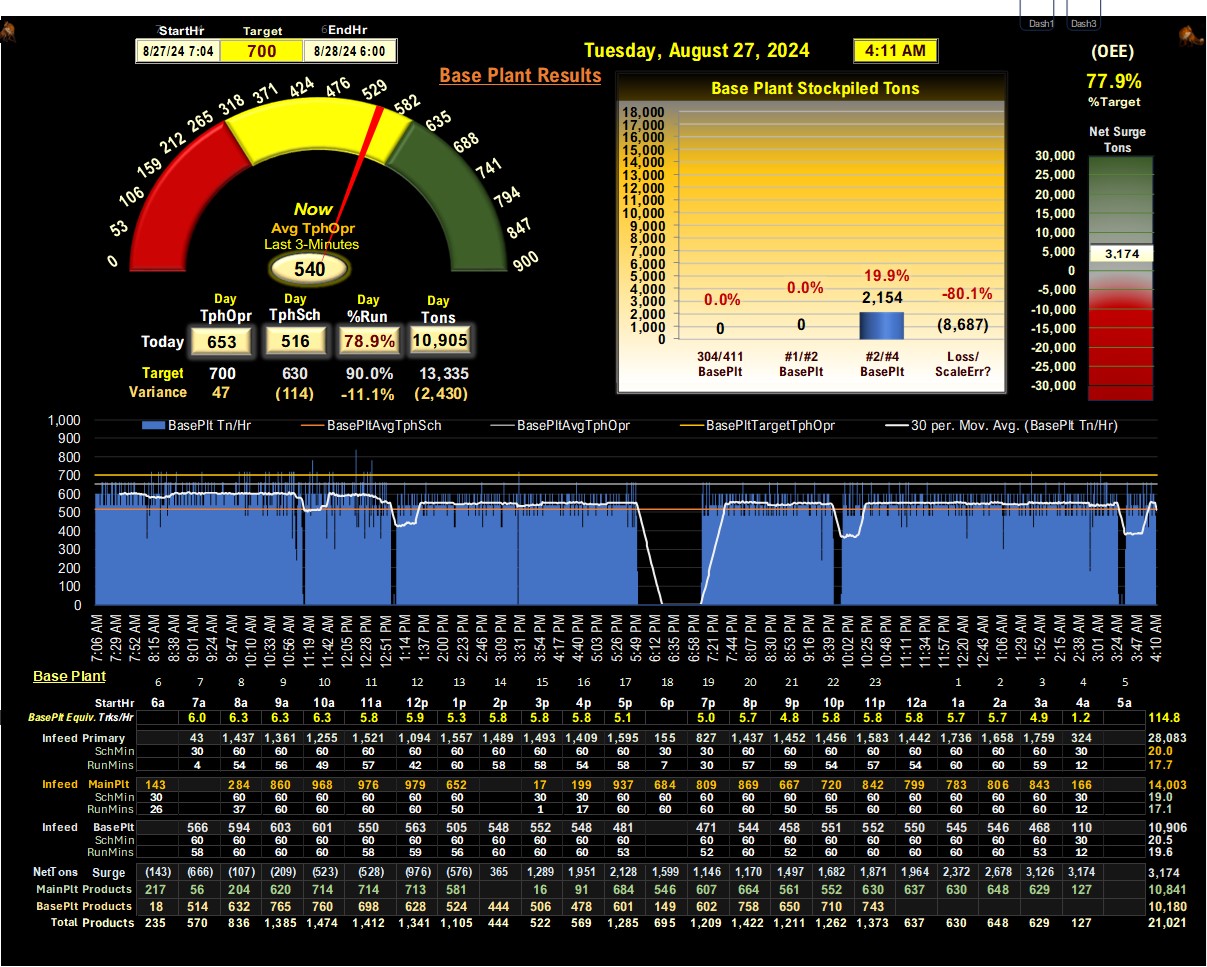 Dash1 Dash3
StartHr Target EndHr
8/27/24 7:04 700 8/28/24 6:00
Tuesday, August 27, 2024 4:11 AM
(OEE)
77.9%
%Target
Base Plant Results
0 53 106 159 212 265 318 371 424 476 529 582 635 688 741 794 847 900
Now
Avg TphOpr
Last 3-Minutes
540
Day Day Day Day
TphOpr TphSch %Run Tons
Today 653 516 78.9% 10,905
Target 700 630 90.0% 13,335
Variance 47 (114) -11.1% (2,430)
Base Plant Stockpiled Tons
18,000
17,000
16,000
15,000
14,000
13,000
12,000
11,000
10,000
9,000
8,000
7,000
6,000
5,000
4,000
3,000
2,000
1,000
0
0.0% 0.0% 19.9% -80.1%
0 0 2,154 (8,687)
304/411 #1/#2 #2/#4 Loss/
BasePlt BasePlt BasePlt ScaleErr?
Net Surge
Tons
30,000
25,000
20,000
15,000
10,000
5,000
0
-5,000
-10,000
-15,000
-20,000
-25,000
-30,000
3,174
BasePlt Tn/Hr BasePltAvgTphSch BasePltAvgTphOpr BasePltTargetTphOpr 30 per. Mov. Avg. (BasePlt Tn/Hr)
1,000
900
800
700
600
500
400
300
200
100
0
7:06 AM 7:29 AM 7:52 AM 8:15 AM 8:38 AM 9:01 AM 9:24 AM 9:47 AM 10:10 AM 10:33 AM 10:56 AM 11:19 AM 11:42 AM 12:05 PM 12:28 PM 12:51 PM 1:14 PM 1:37 PM 2:00 PM 2:23 PM 2:46 PM 3:09 PM 3:31 PM 3:54 PM 4:17 PM 4:40 PM 5:03 PM 5:26 PM 5:49 PM 6:12 PM 6:35 PM 6:58 PM 7:21 PM 7:44 PM 8:07 PM 8:30 PM 8:53 PM 9:16 PM 9:39 PM 10:02 PM 10:25 PM 10:48 PM 11:11 PM 11:34 PM 11:57 PM 12:20 AM 12:43 AM 1:06 AM 1:29 AM 1:52 AM 2:15 AM 2:38 AM 3:01 AM 3:24 AM 3:47 AM 4:10 AM
Base Plant
6 7 8 9 10 11 12 13 14 15 16 17 18 19 20 21 22 23 1 2 3 4 5
StartHr 6a 7a 8a 9a 10a 11a 12p 1p 2p 3p 4p 5p 6p 7p 8p 9p 10p 11p 12a 1a 2a 3a 4a 5a
BasePlt Equiv. Trks/Hr 6.0 6.3 6.3 6.3 5.8 5.9 5.3 5.8 5.8 5.8 5.1 5.0 5.7 4.8 5.8 5.8 5.8 5.7 5.7 4.9 1.2 114.8
Infeed Primary 43 1,437 1,361 1,255 1,521 1,094 1,557 1,489 1,493 1,409 1,595 155 827 1,437 1,452 1,456 1,583 1,442 1,736 1,658 1,759 324 28,083
SchMin 30 60 60 60 60 60 60 60 60 60 60 30 30 60 60 60 60 60 60 60 60 30 20.0
RunMins 4 54 56 49 57 42 60 58 58 54 58 7 30 57 59 54 57 54 60 60 59 12 17.7
Infeed MainPlt 143 284 860 968 976 979 652 17 199 937 684 809 869 667 720 842 799 783 806 843 166 14,003
SchMin 30 60 60 60 60 60 60 30 30 60 60 60 60 60 60 60 60 60 60 60 30 19.0
RunMins 26 37 60 60 60 60 50 1 17 60 60 60 60 50 55 60 60 60 60 60 12 17.1
Infeed BasePlt 566 594 603 601 550 563 505 548 552 548 481 471 544 458 551 552 550 545 546 468 110 10,906
SchMin 60 60 60 60 60 60 60 60 60 60 60 60 60 60 60 60 60 60 60 60 30 20.5
RunMins 58 60 60 60 58 59 56 60 60 60 53 52 60 52 60 60 60 60 60 53 12 19.6
NetTons Surge (143) (666) (107) (209) (523) (528) (976) (576) 365 1,289 1,951 2,128 1,599 1,146 1,170 1,497 1,682 1,871 1,964 2,372 2,678 3,126 3,174 3,174
MainPlt Products 217 56 204 620 714 714 713 581 16 91 684 546 607 664 561 552 630 637 630 648 629 127 10,841
BasePlt Products 18 514 632 765 760 698 628 524 444 506 478 601 149 602 758 650 710 743 10,180
Total Products 235 570 836 1,385 1,474 1,412 1,341 1,105 444 522 569 1,285 695 1,209 1,422 1,211 1,262 1,373 637 630 648 629 127 21,021